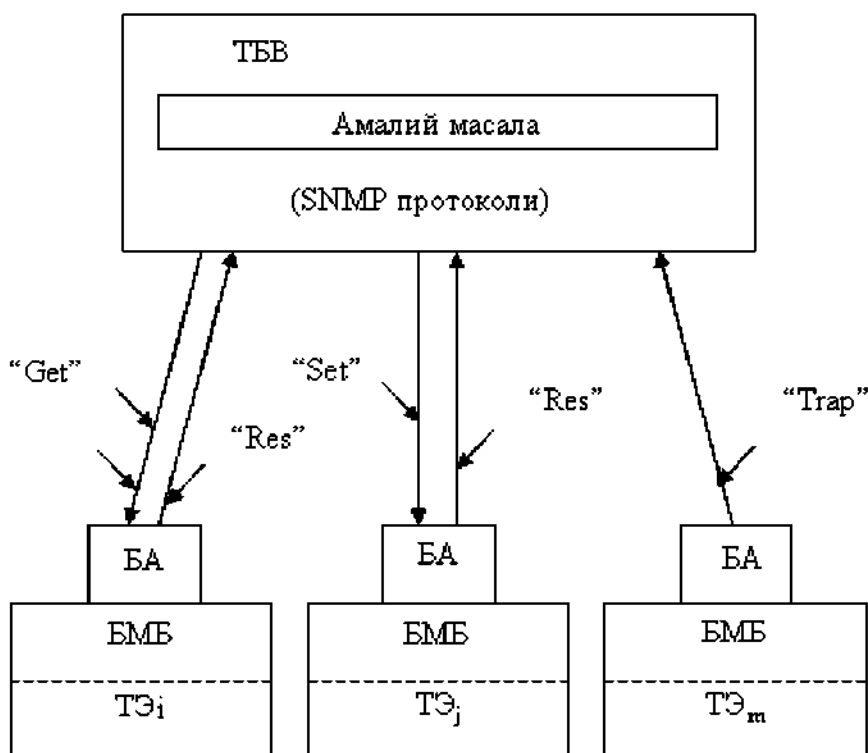 ТБВ
Амалий масала
(SNMP протоколи)
“Get”
“Res”
“Set”
“Res”
“Trap”
БА
БА
БА
БМБ
БМБ
БМБ
ТЭi
ТЭj
ТЭm